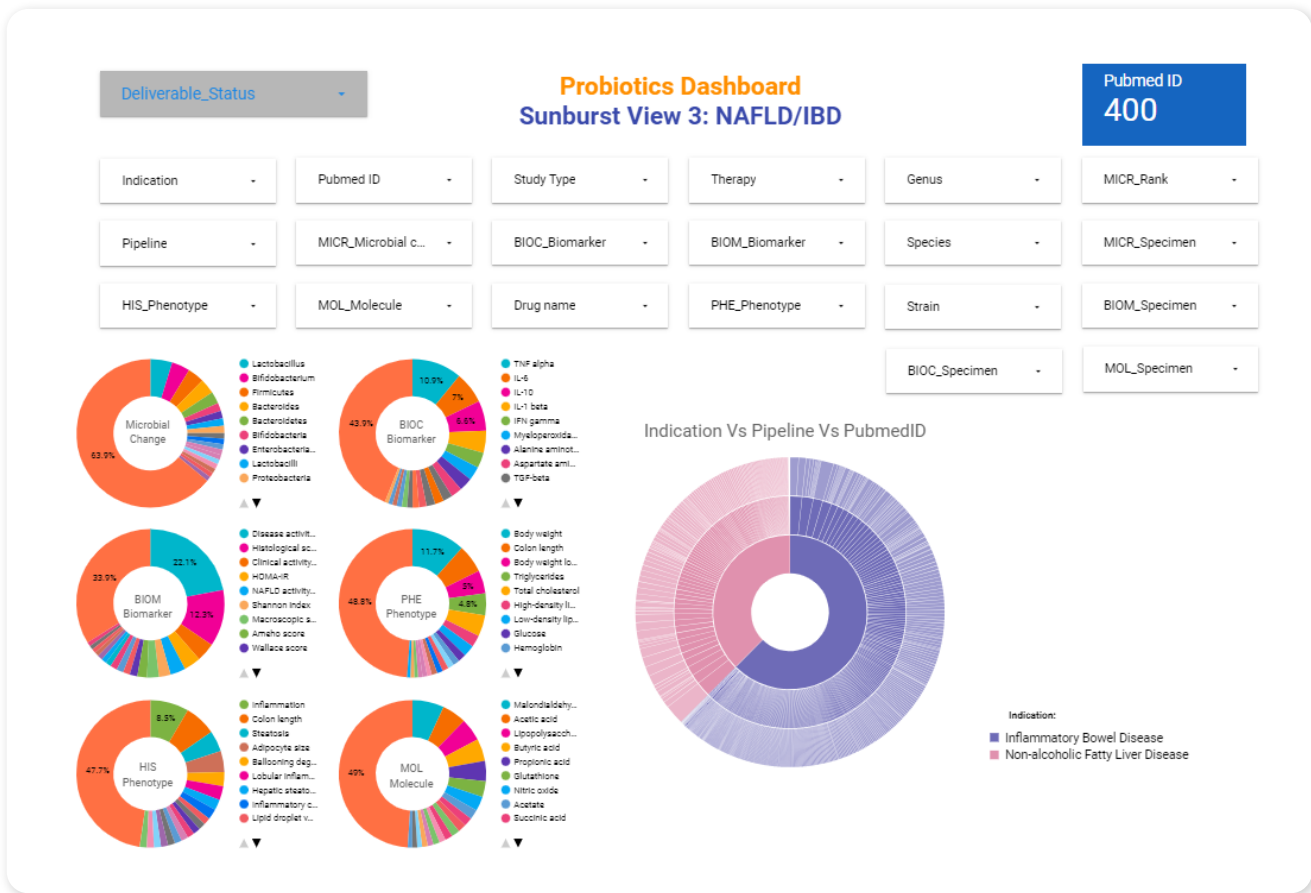 Deliverable_Status
Probiotics Dashboard
Sunburst View 3: NAFLD/IBD
Pubmed ID
400
Indication
Pubmed ID
Study Type
Therapy
Genus
MICR_Rank
Pipeline
MICR_Microbial c...
BIOC_Biomarker
BIOM_Biomarker
Species
MICR_Specimen
HIS_Phenotype
MOL_Molecule
Drug name
PHE_Phenotype
Strain
BIOM_Specimen
BIOC_Specimen
MOL_Specimen
Microbial
Change
63.9%
Lactobacillus
Bifidobacterium
Firmicutes
Bacteroides
Bacteroidetes
Bifidobacteria
Enterobacteria...
Lactobacilli
Proteobacteria
BIOC
Biomarker
10.9%
7%
6.6%
43.9%
TNF alpha
IL-6
IL-10
IL-1 beta
IFN gamma
Myeloperoxida...
Alanine aminot...
Aspartate ami...
TGF-beta
BIOM
Biomarker
22.1%
12.3%
33.9%
Disease activit...
Histological sc...
Clinical activity...
HOMA-IR
NAFLD activity...
Shannon index
Macroscopic s...
Ameho score
Wallace score
PHE
Phenotype
11.7%
3%
4.8%
48.8%
Body weight
Colon length
Body weight lo...
Triglycerides
Total cholesterol
High-density li...
Low-density lip...
Glucose
Hemoglobin
HIS
Phenotype
8.5%
47.7%
Inflammation
Colon length
Steatosis
Adipocyte size
Ballooning deg...
Lobular inflam...
Hepatic steato...
Inflammatory c...
Lipid droplet v...
MOL
Molecule
49%
Malondialdehy...
Acetic acid
Lipopolysacch...
Butyric acid
Propionic acid
Glutathione
Nitric oxide
Acetate
Succinic acid
Indication Vs Pipeline Vs PubmedID
Indication:
Inflammatory Bowel Disease
Non-alcoholic Fatty Liver Disease